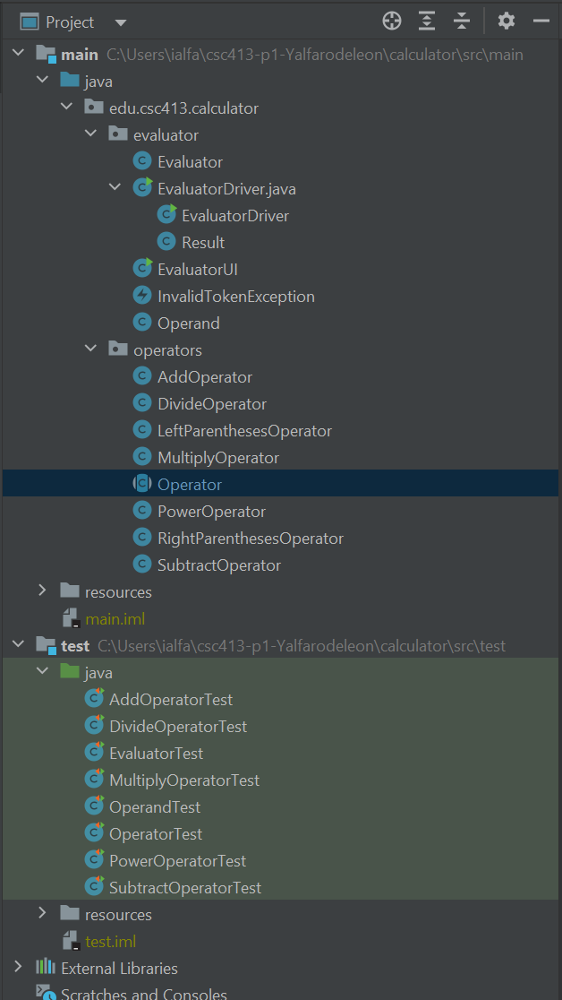 Project
main C:\Users\ialfa\csc413-p1-Yalfarodeleon\calculator\src\main
java
edu.csc413.calculator
evaluator
Evaluator
EvaluatorDriver.java
EvaluatorDriver
Result
EvaluatorUI
InvalidTokenException
Operand
operators
AddOperator
DivideOperator
LeftParenthesesOperator
MultiplyOperator
Operator
PowerOperator
RightParenthesesOperator
SubtractOperator
resources
main.iml
test C:\Users\ialfa\csc413-p1-Yalfarodeleon\calculator\src\test
java
AddOperatorTest
DivideOperatorTest
EvaluatorTest
MultiplyOperatorTest
OperandTest
OperatorTest
PowerOperatorTest
SubtractOperatorTest
resources
test.iml
External Libraries
Scratches and Consoles